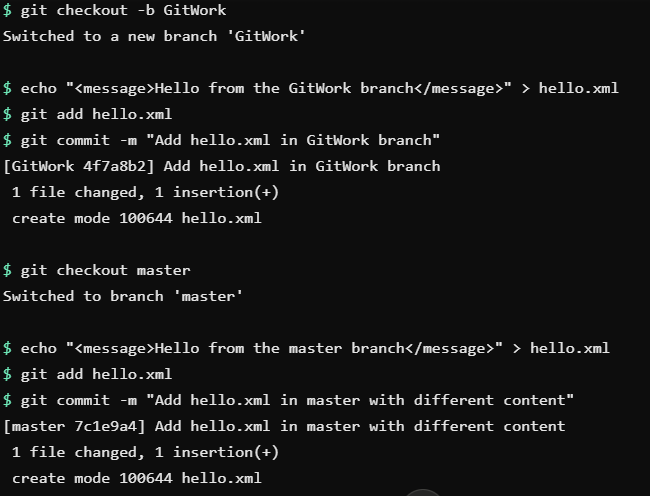 $ git checkout -b GitWork
Switched to a new branch 'GitWork'
$ echo "<message>Hello from the GitWork branch</message>" > hello.xml
$ git add hello.xml
$ git commit -m "Add hello.xml in GitWork branch"
[GitWork 4f7a8b2] Add hello.xml in GitWork branch
 1 file changed, 1 insertion(+)
 create mode 100644 hello.xml
$ git checkout master
Switched to branch 'master'
$ echo "<message>Hello from the master branch</message>" > hello.xml
$ git add hello.xml
$ git commit -m "Add hello.xml in master with different content"
[master 7c1e9a4] Add hello.xml in master with different content
 1 file changed, 1 insertion(+)
 create mode 100644 hello.xml